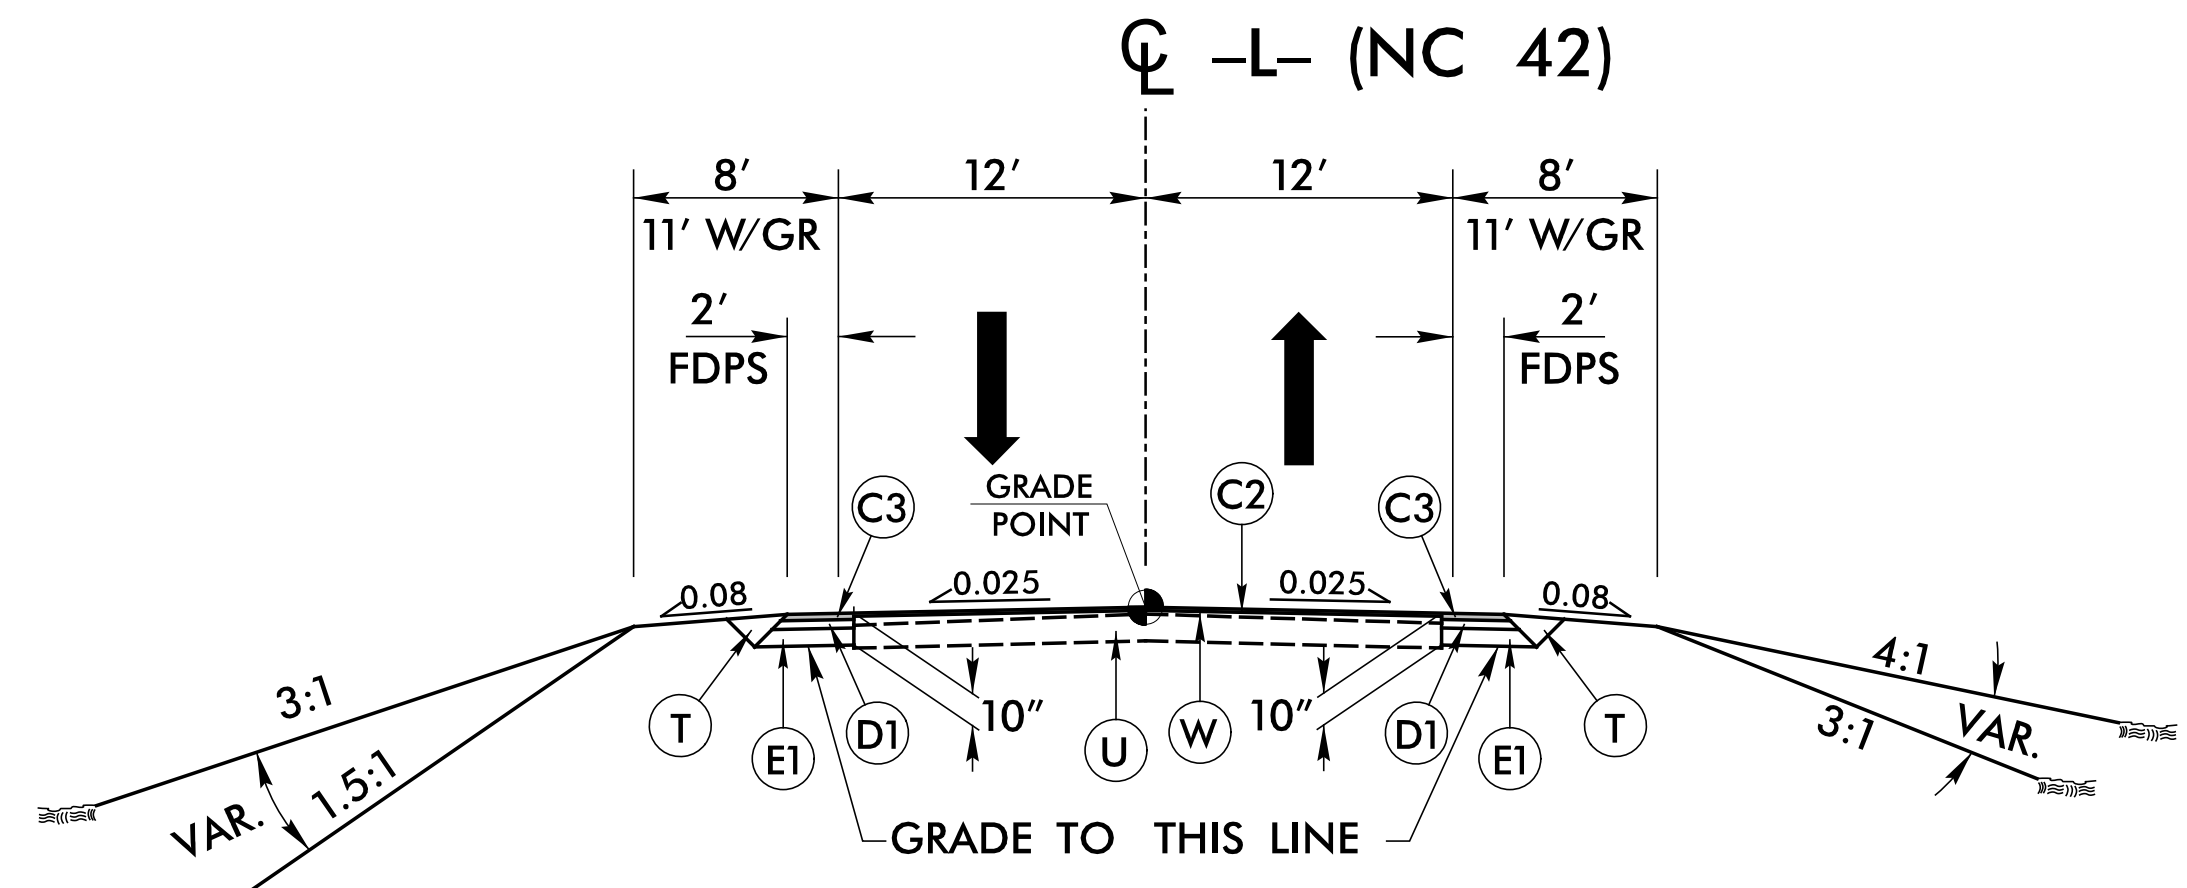 ℄ –L– (NC 42)
8' 12' 12' 8'
11' W/GR 11' W/GR
2' 2'
FDPS FDPS
GRADE
POINT
C3 C2 C3
0.08 0.025 0.025 0.08
3:1 4:1
T E1 D1 10" U W 10" D1 E1 T
3:1 VAR.
VAR. 1.5:1
GRADE TO THIS LINE